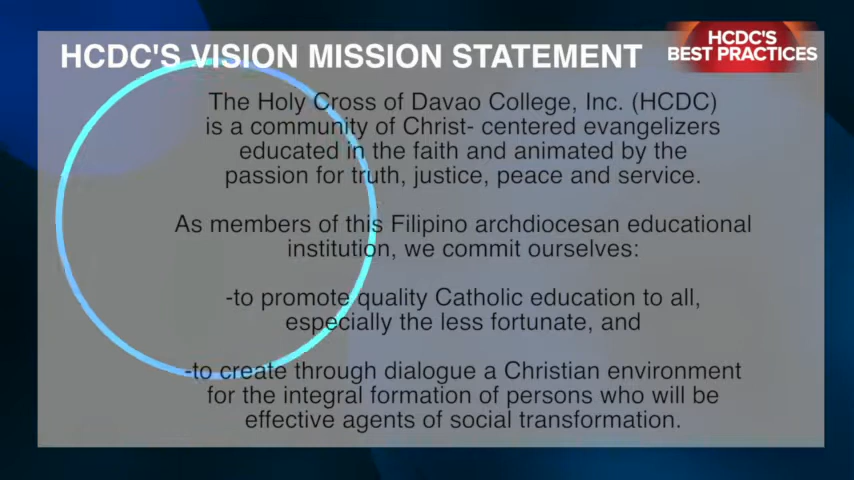 HCDC'S VISION MISSION STATEMENT
HCDC'S
BEST PRACTICES
The Holy Cross of Davao College, Inc. (HCDC)
is a community of Christ- centered evangelizers
educated in the faith and animated by the
passion for truth, justice, peace and service.
As members of this Filipino archdiocesan educational
institution, we commit ourselves:
-to promote quality Catholic education to all,
especially the less fortunate, and
-to create through dialogue a Christian environment
for the integral formation of persons who will be
effective agents of social transformation.